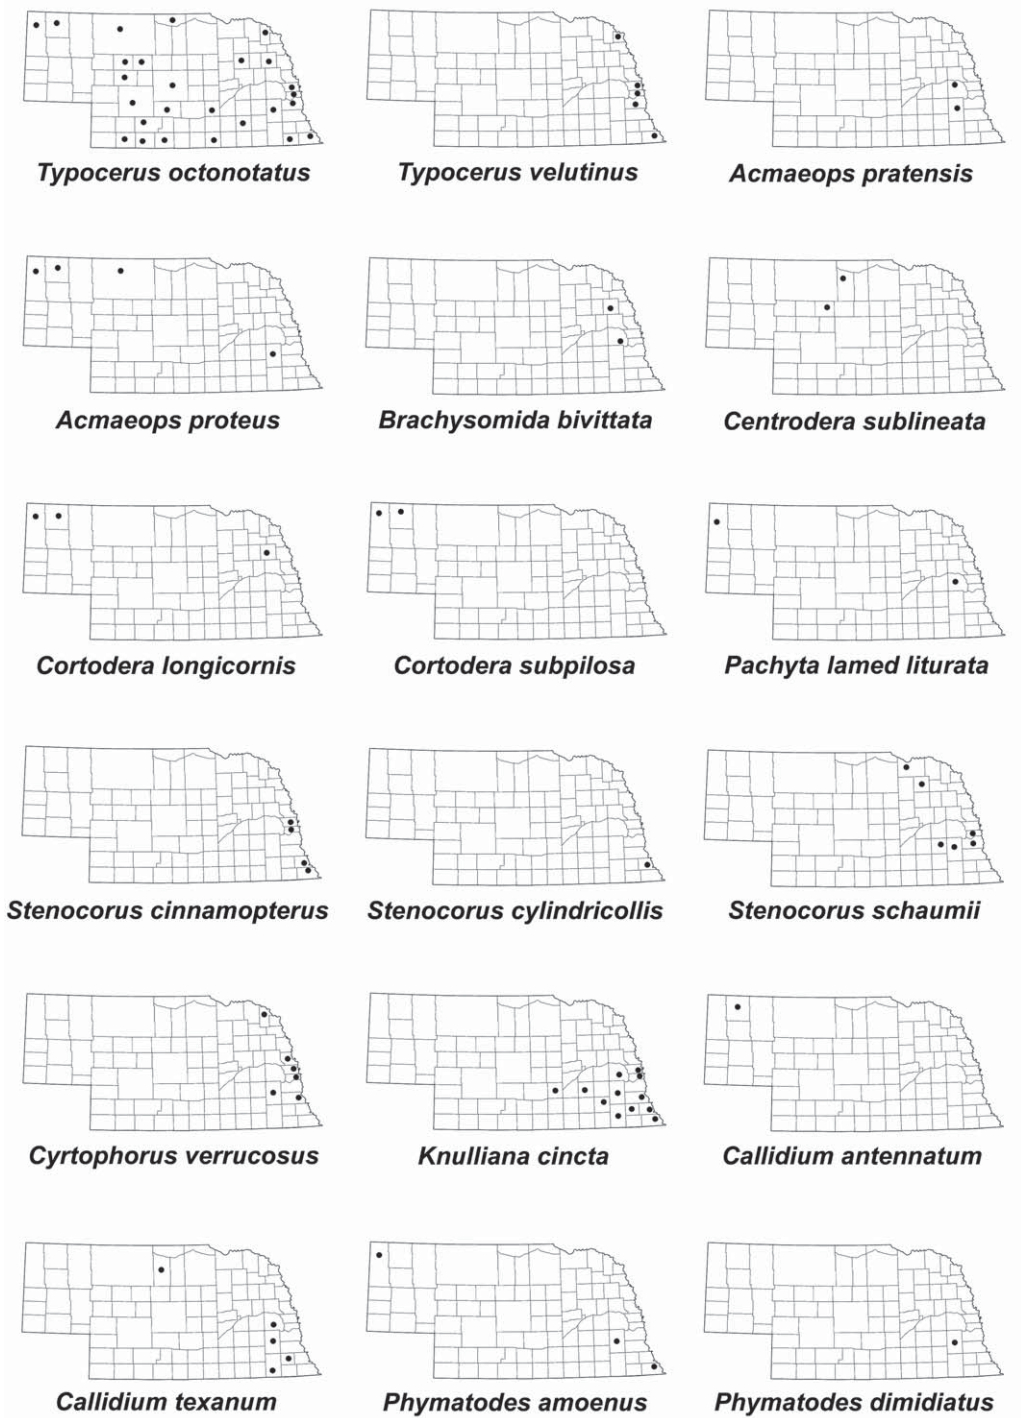 Typocerus octonotatus
Typocerus velutinus
Acmaeops pratensis
Acmaeops proteus
Brachysomida bivittata
Centrodera sublineata
Cortodera longicornis
Cortodera subpilosa
Pachyta lamed liturata
Stenocorus cinnamopterus
Stenocorus cylindricollis
Stenocorus schaumii
Cyrtophorus verrucosus
Knulliana cincta
Callidium antennatum
Callidium texanum
Phymatodes amoenus
Phymatodes dimidiatus